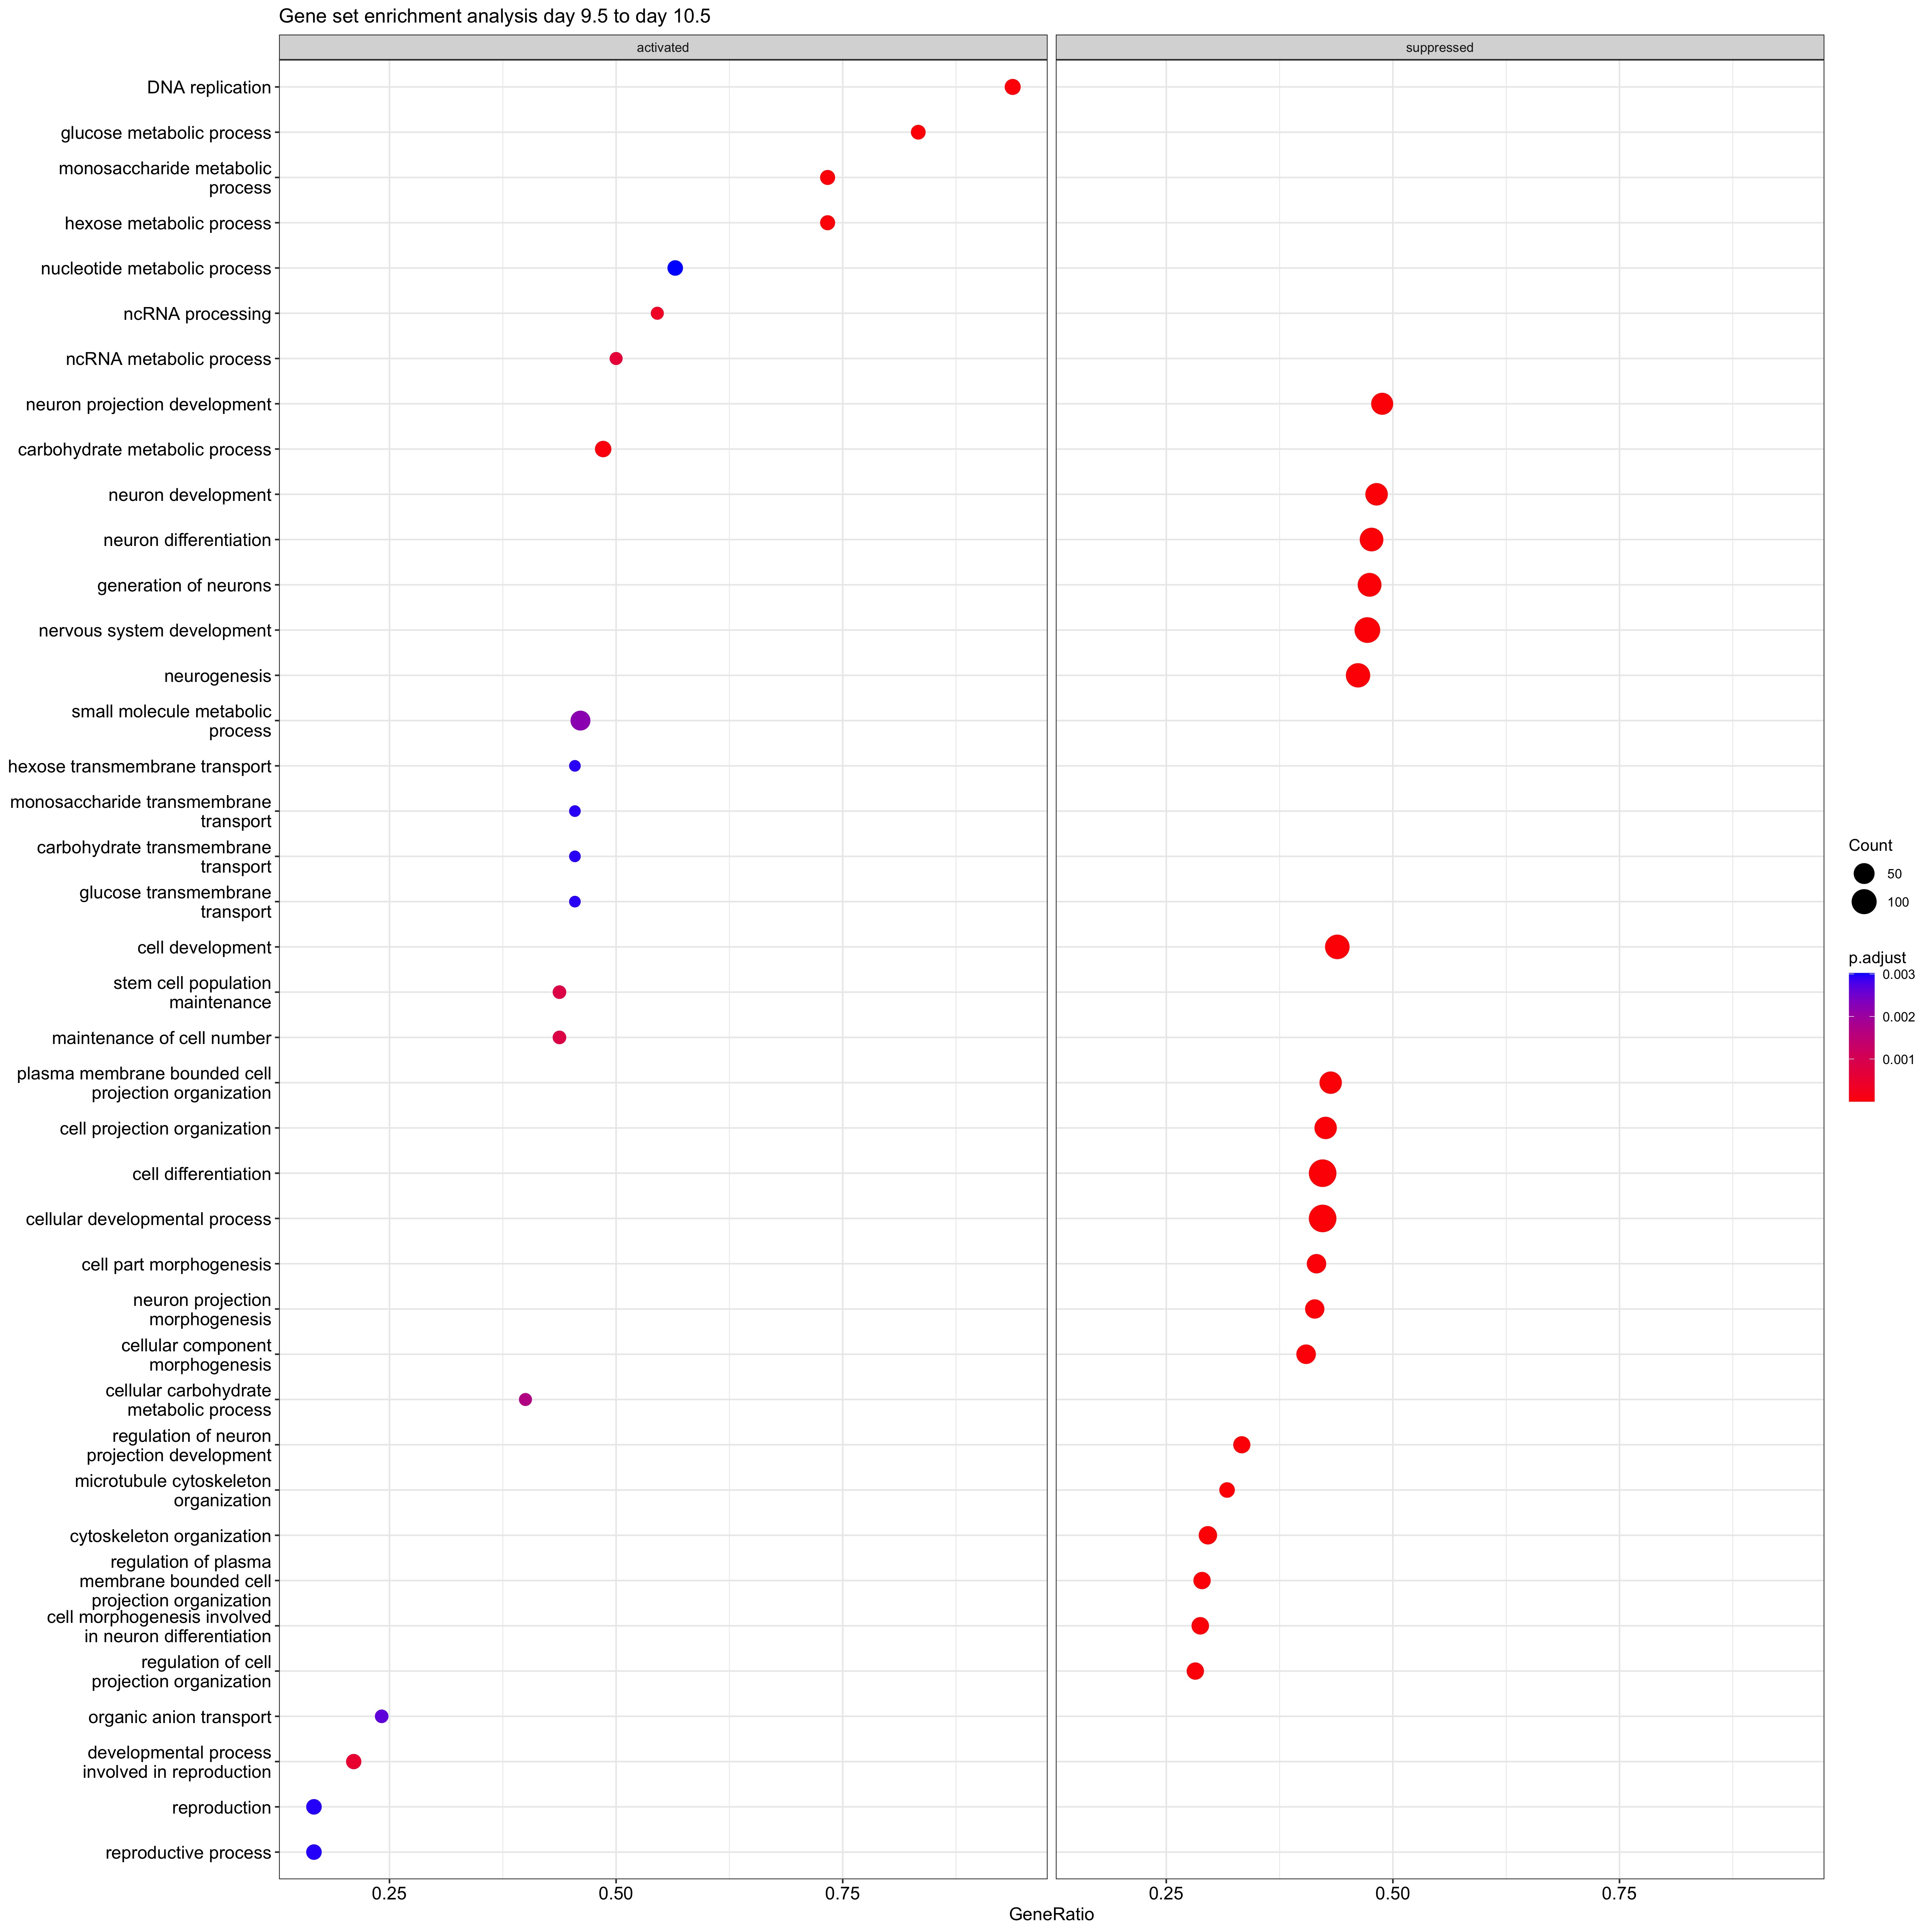 Gene set enrichment analysis day 9.5 to day 10.5
activated
suppressed
DNA replication
glucose metabolic process
monosaccharide metabolic
process
hexose metabolic process
nucleotide metabolic process
ncRNA processing
ncRNA metabolic process
neuron projection development
carbohydrate metabolic process
neuron development
neuron differentiation
generation of neurons
nervous system development
neurogenesis
small molecule metabolic
process
hexose transmembrane transport
monosaccharide transmembrane
transport
carbohydrate transmembrane
transport
glucose transmembrane
transport
cell development
stem cell population
maintenance
maintenance of cell number
plasma membrane bounded cell
projection organization
cell projection organization
cell differentiation
cellular developmental process
cell part morphogenesis
neuron projection
morphogenesis
cellular component
morphogenesis
cellular carbohydrate
metabolic process
regulation of neuron
projection development
microtubule cytoskeleton
organization
cytoskeleton organization
regulation of plasma
membrane bounded cell
projection organization
cell morphogenesis involved
in neuron differentiation
regulation of cell
projection organization
organic anion transport
developmental process
involved in reproduction
reproduction
reproductive process
0.25 0.50 0.75
0.25 0.50 0.75
GeneRatio
Count
50
100
p.adjust
0.003
0.002
0.001